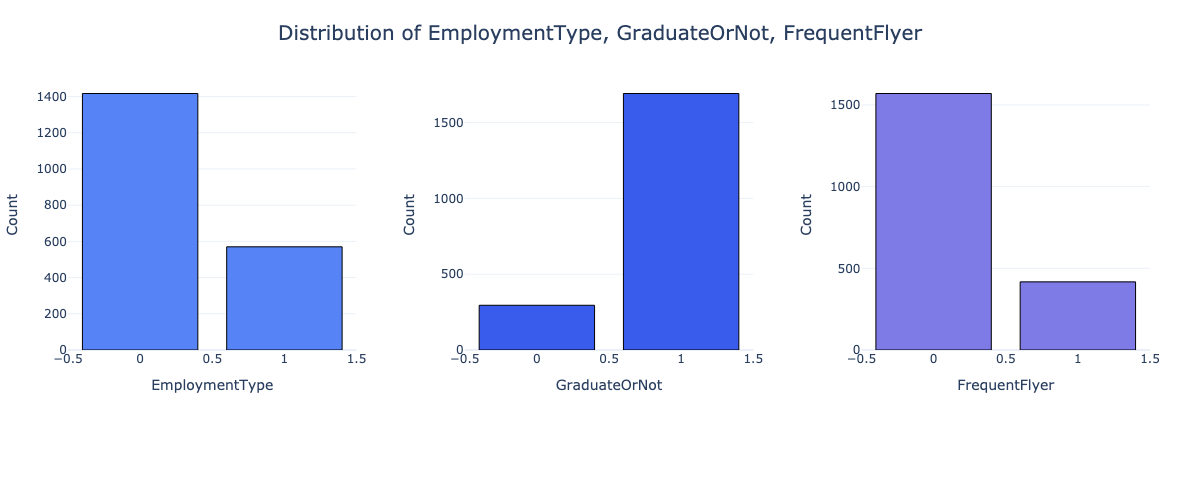 Distribution of EmploymentType, GraduateOrNot, FrequentFlyer
Count
1400
1200
1000
800
600
400
200
0
−0.5 0 0.5 1 1.5
EmploymentType
Count
1500
1000
500
0
−0.5 0 0.5 1 1.5
GraduateOrNot
Count
1500
1000
500
0
−0.5 0 0.5 1 1.5
FrequentFlyer